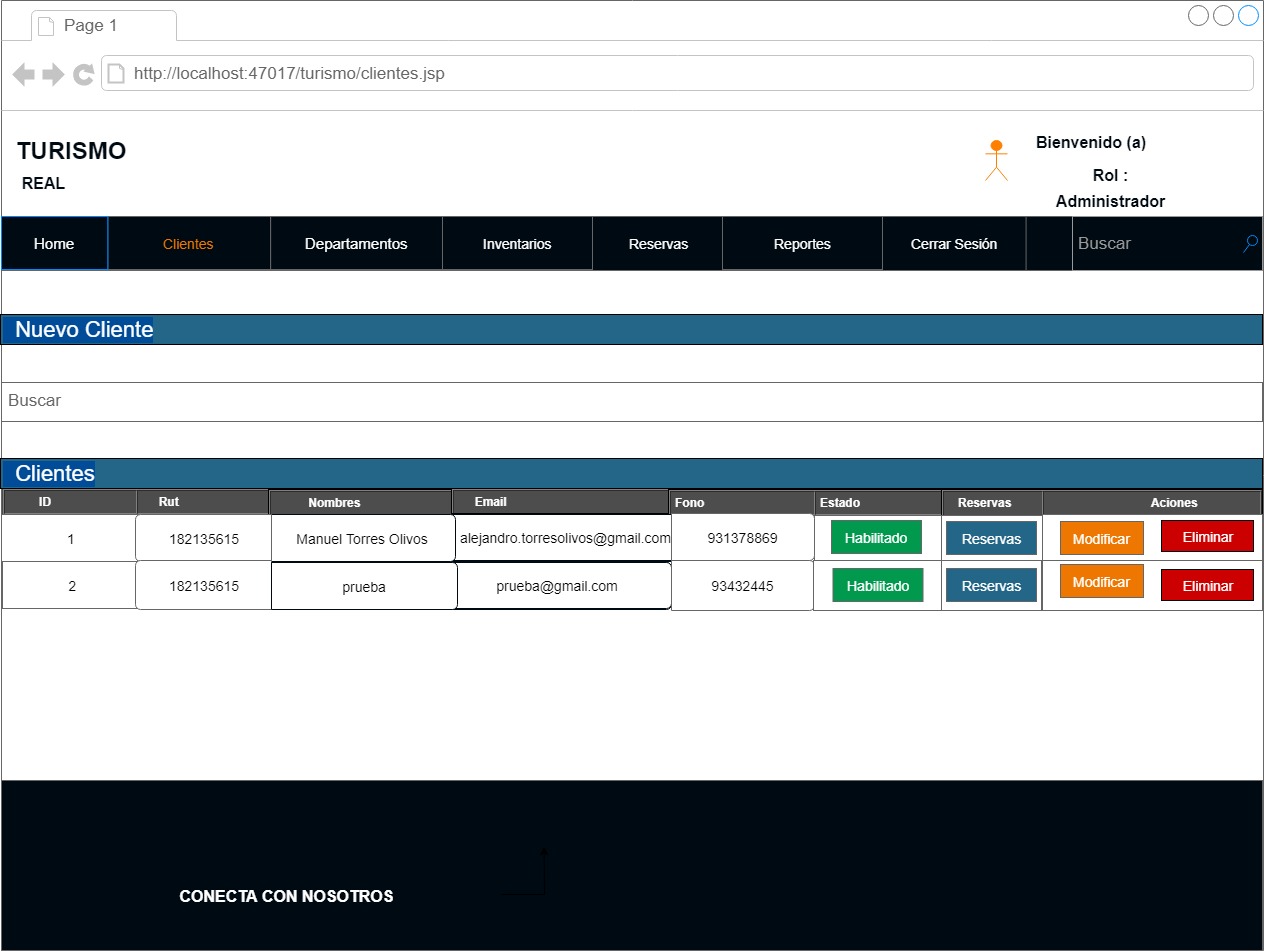 Page 1
http://localhost:47017/turismo/clientes.jsp
TURISMO
REAL
Bienvenido (a)
Rol :
Administrador
Home Clientes Departamentos Inventarios Reservas Reportes Cerrar Sesión Buscar
Nuevo Cliente
Buscar
Clientes
ID Rut Nombres Email Fono Estado Reservas Acciones
1 182135615 Manuel Torres Olivos alejandro.torresolivos@gmail.com 931378869 Habilitado Reservas Modificar Eliminar
2 182135615 prueba prueba@gmail.com 93432445 Habilitado Reservas Modificar Eliminar
CONECTA CON NOSOTROS